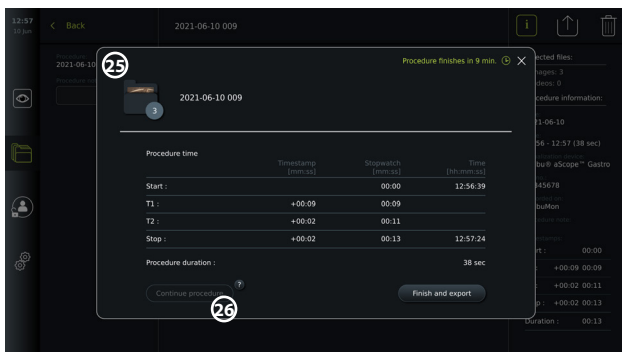 12:57
10 Jun
Back
2021-06-10 009
i
Procedure
2021-06-10
25
Procedure finishes in 9 min.
2021-06-10 009
3
Procedure time
Timestamp [mm:ss]
Stopwatch [mm:ss]
Time [hh:mm:ss]
Start : 00:00 12:56:39
T1 : +00:09 00:09
T2 : +00:02 00:11
Stop : +00:02 00:13 12:57:24
Procedure duration : 38 sec
Continue procedure
?
26
Finish and export
ected files:
mages: 3
deos: 0
cedure information:
21-06-10
56 - 12:57 (38 sec)
bu® aScope™ Gastro
345678
buMon
rt : 00:00
: +00:09 00:09
: +00:02 00:11
p : +00:02 00:13
Duration : 00:13